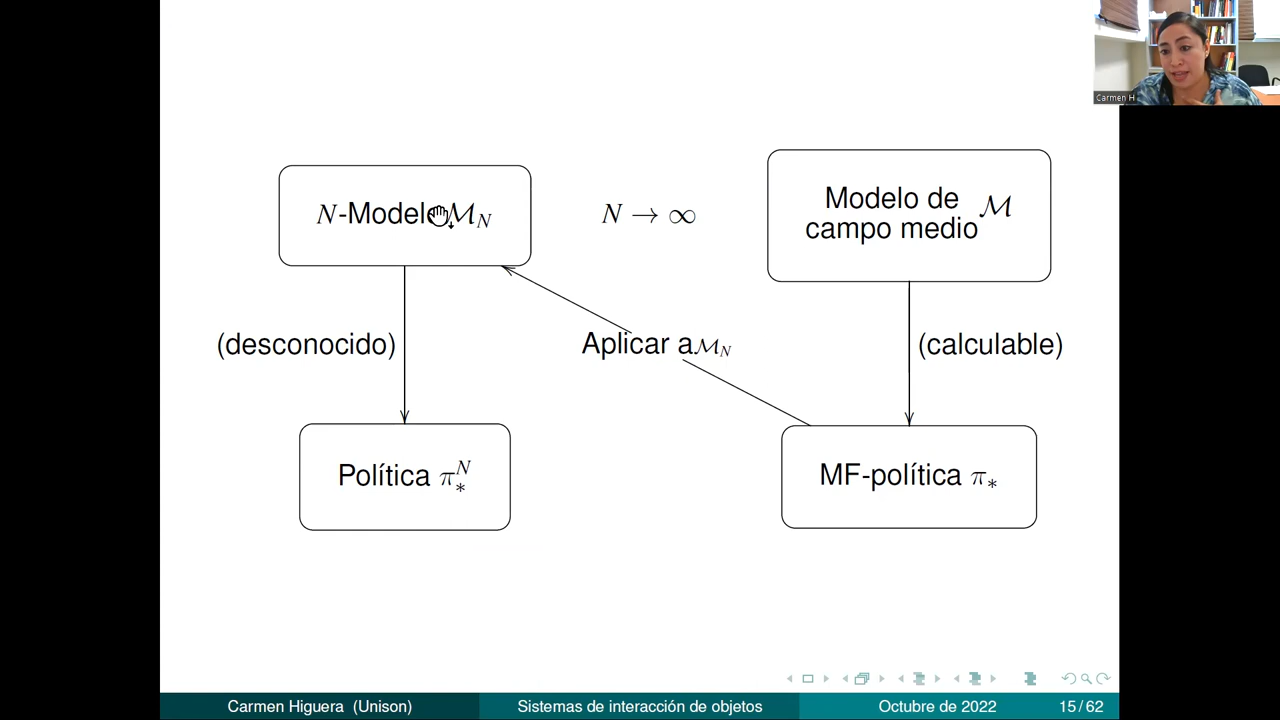 Carmen H
N-Modelo 𝓜_N
N → ∞
Modelo de
campo medio 𝓜
(desconocido)
Aplicar a 𝓜_N
(calculable)
Política π_*^N
MF-política π_*
Carmen Higuera (Unison)
Sistemas de interacción de objetos
Octubre de 2022
15 / 62